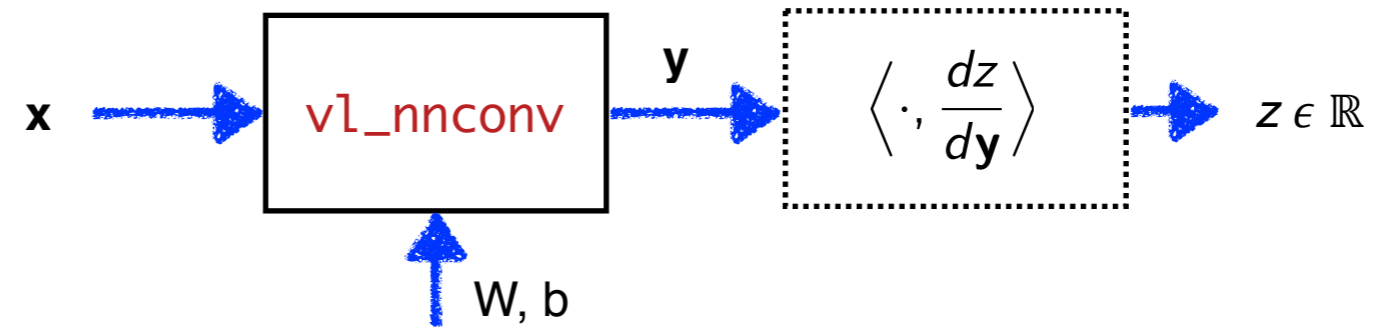 x
vl_nnconv
y
⟨ ·, dz/dy ⟩
z ϵ ℝ
W, b